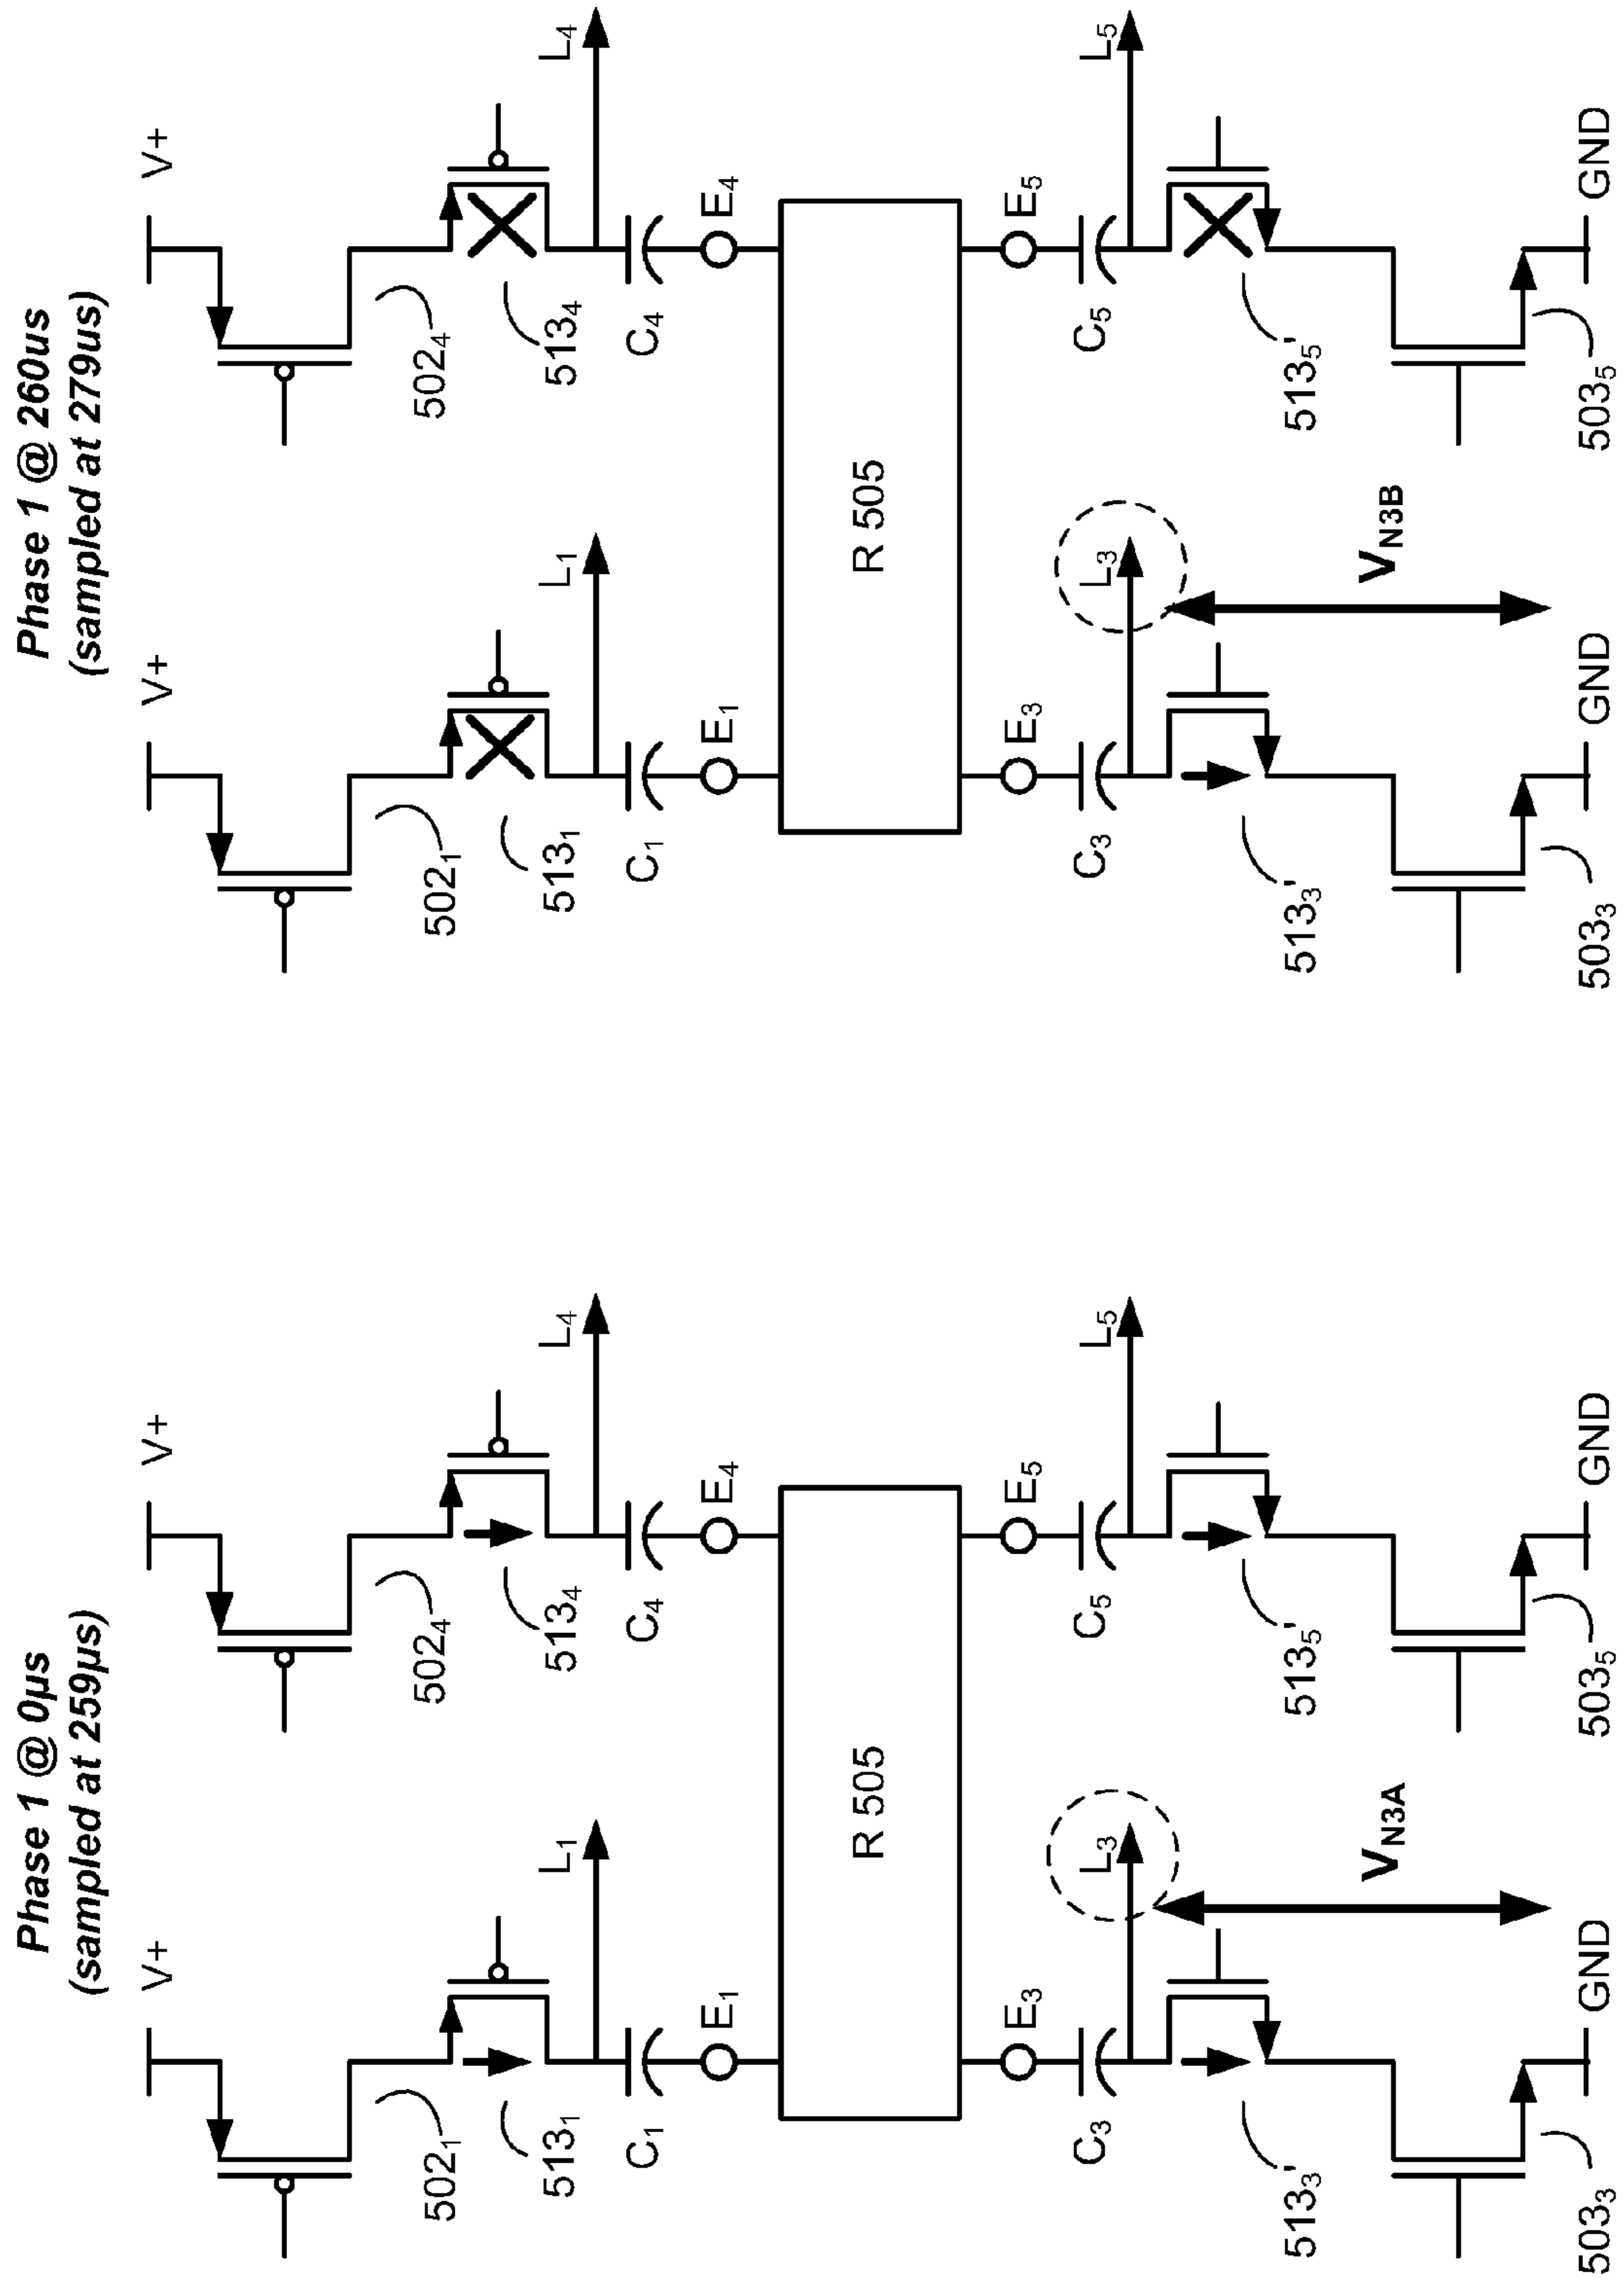 Phase 1 @ 0µs
(sampled at 259µs)
V+
V+
502₁
502₄
513₁
513₄
L₁
L₄
C₁
C₄
E₁
E₄
R 505
E₃
E₅
C₃
C₅
L₃
L₅
513₃'
513₅'
V_N3A
503₃
GND
503₅
GND
Phase 1 @ 260us
(sampled at 279us)
V+
V+
502₁
502₄
513₁
513₄
L₁
L₄
C₁
C₄
E₁
E₄
R 505
E₃
E₅
C₃
C₅
L₃
L₅
513₃'
513₅'
V_N3B
503₃
GND
503₅
GND